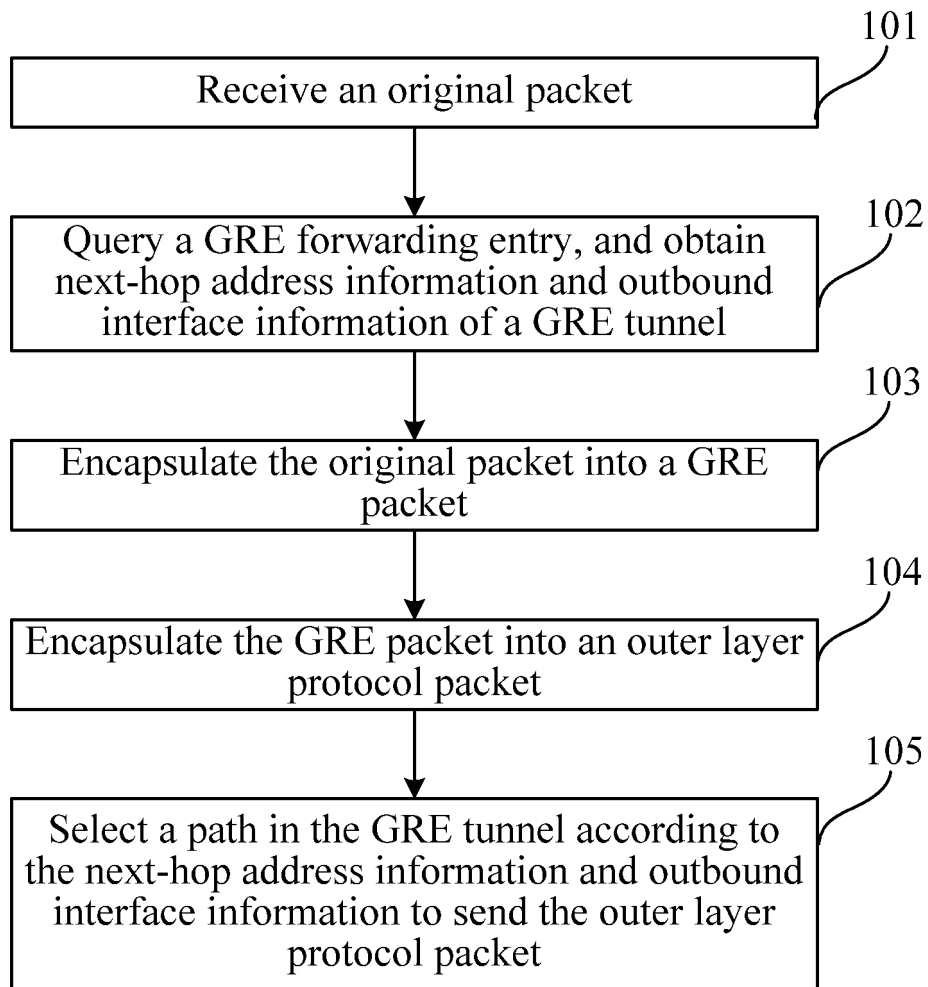 101
Receive an original packet
102
Query a GRE forwarding entry, and obtain
next-hop address information and outbound
interface information of a GRE tunnel
103
Encapsulate the original packet into a GRE
packet
104
Encapsulate the GRE packet into an outer layer
protocol packet
105
Select a path in the GRE tunnel according to
the next-hop address information and outbound
interface information to send the outer layer
protocol packet